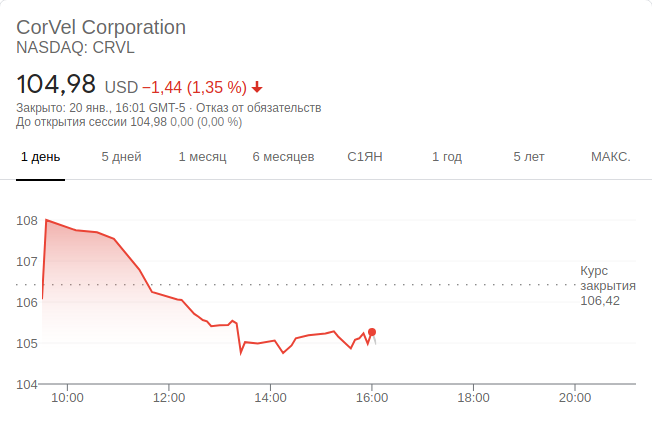 CorVel Corporation
NASDAQ: CRVL
104,98 USD −1,44 (1,35 %)
Закрыто: 20 янв., 16:01 GMT-5 · Отказ от обязательств
До открытия сессии 104,98 0,00 (0,00 %)
1 день 5 дней 1 месяц 6 месяцев С1ЯН 1 год 5 лет МАКС.
108
107
Курс
закрытия
106,42
106
105
104
10:00 12:00 14:00 16:00 18:00 20:00